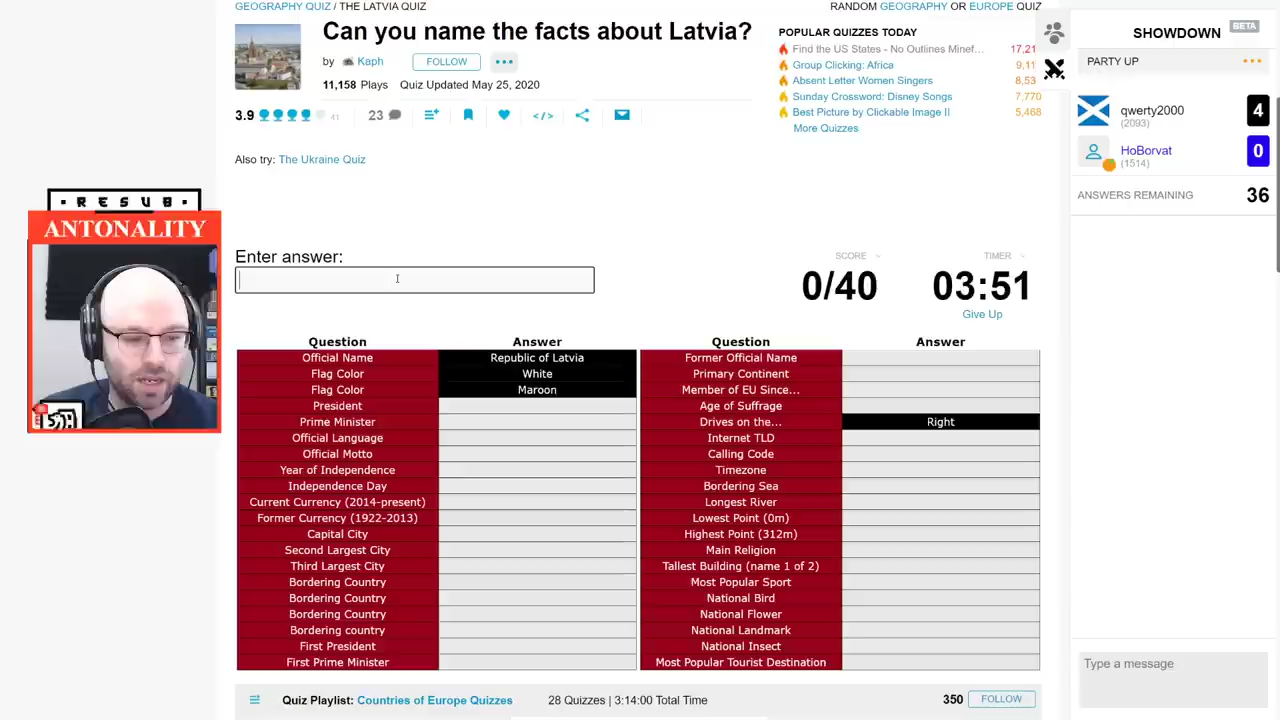 GEOGRAPHY QUIZ / THE LATVIA QUIZ
RANDOM GEOGRAPHY OR EUROPE QUIZ
Can you name the facts about Latvia?
by Kaph FOLLOW
11,158 Plays Quiz Updated May 25, 2020
3.9 41 23
Also try: The Ukraine Quiz
POPULAR QUIZZES TODAY
Find the US States - No Outlines Minef... 17,21
Group Clicking: Africa 9,11
Absent Letter Women Singers 8,53
Sunday Crossword: Disney Songs 7,770
Best Picture by Clickable Image II 5,468
More Quizzes
SHOWDOWN BETA
PARTY UP
qwerty2000 4
(2093)
HoBorvat 0
(1514)
ANSWERS REMAINING 36
RESUB
ANTONALITY
Enter answer:
SCORE
0/40
TIMER
03:51
Give Up
Question Answer Question Answer
Official Name Republic of Latvia Former Official Name
Flag Color White Primary Continent
Flag Color Maroon Member of EU Since...
President Age of Suffrage
Prime Minister Drives on the... Right
Official Language Internet TLD
Official Motto Calling Code
Year of Independence Timezone
Independence Day Bordering Sea
Current Currency (2014-present) Longest River
Former Currency (1922-2013) Lowest Point (0m)
Capital City Highest Point (312m)
Second Largest City Main Religion
Third Largest City Tallest Building (name 1 of 2)
Bordering Country Most Popular Sport
Bordering Country National Bird
Bordering Country National Flower
Bordering country National Landmark
First President National Insect
First Prime Minister Most Popular Tourist Destination
Quiz Playlist: Countries of Europe Quizzes 28 Quizzes | 3:14:00 Total Time 350 FOLLOW
Type a message